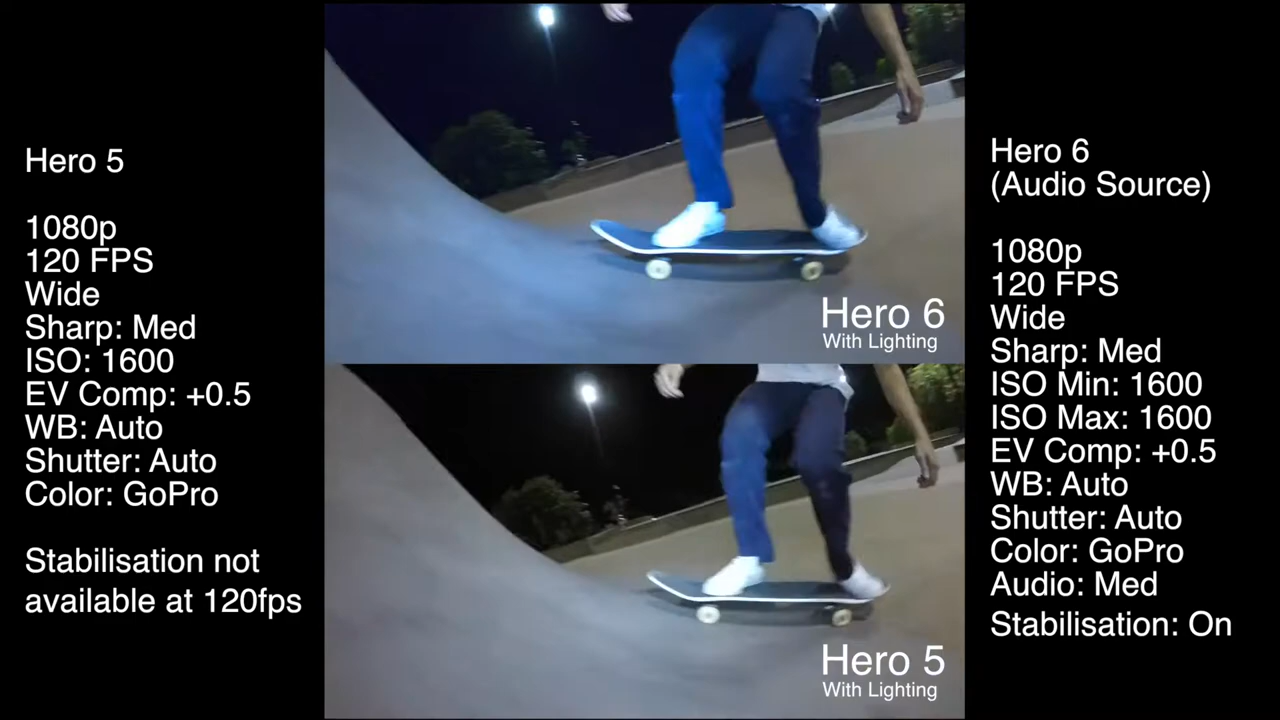 Hero 5
1080p
120 FPS
Wide
Sharp: Med
ISO: 1600
EV Comp: +0.5
WB: Auto
Shutter: Auto
Color: GoPro
Stabilisation not
available at 120fps
Hero 6
With Lighting
Hero 5
With Lighting
Hero 6
(Audio Source)
1080p
120 FPS
Wide
Sharp: Med
ISO Min: 1600
ISO Max: 1600
EV Comp: +0.5
WB: Auto
Shutter: Auto
Color: GoPro
Audio: Med
Stabilisation: On